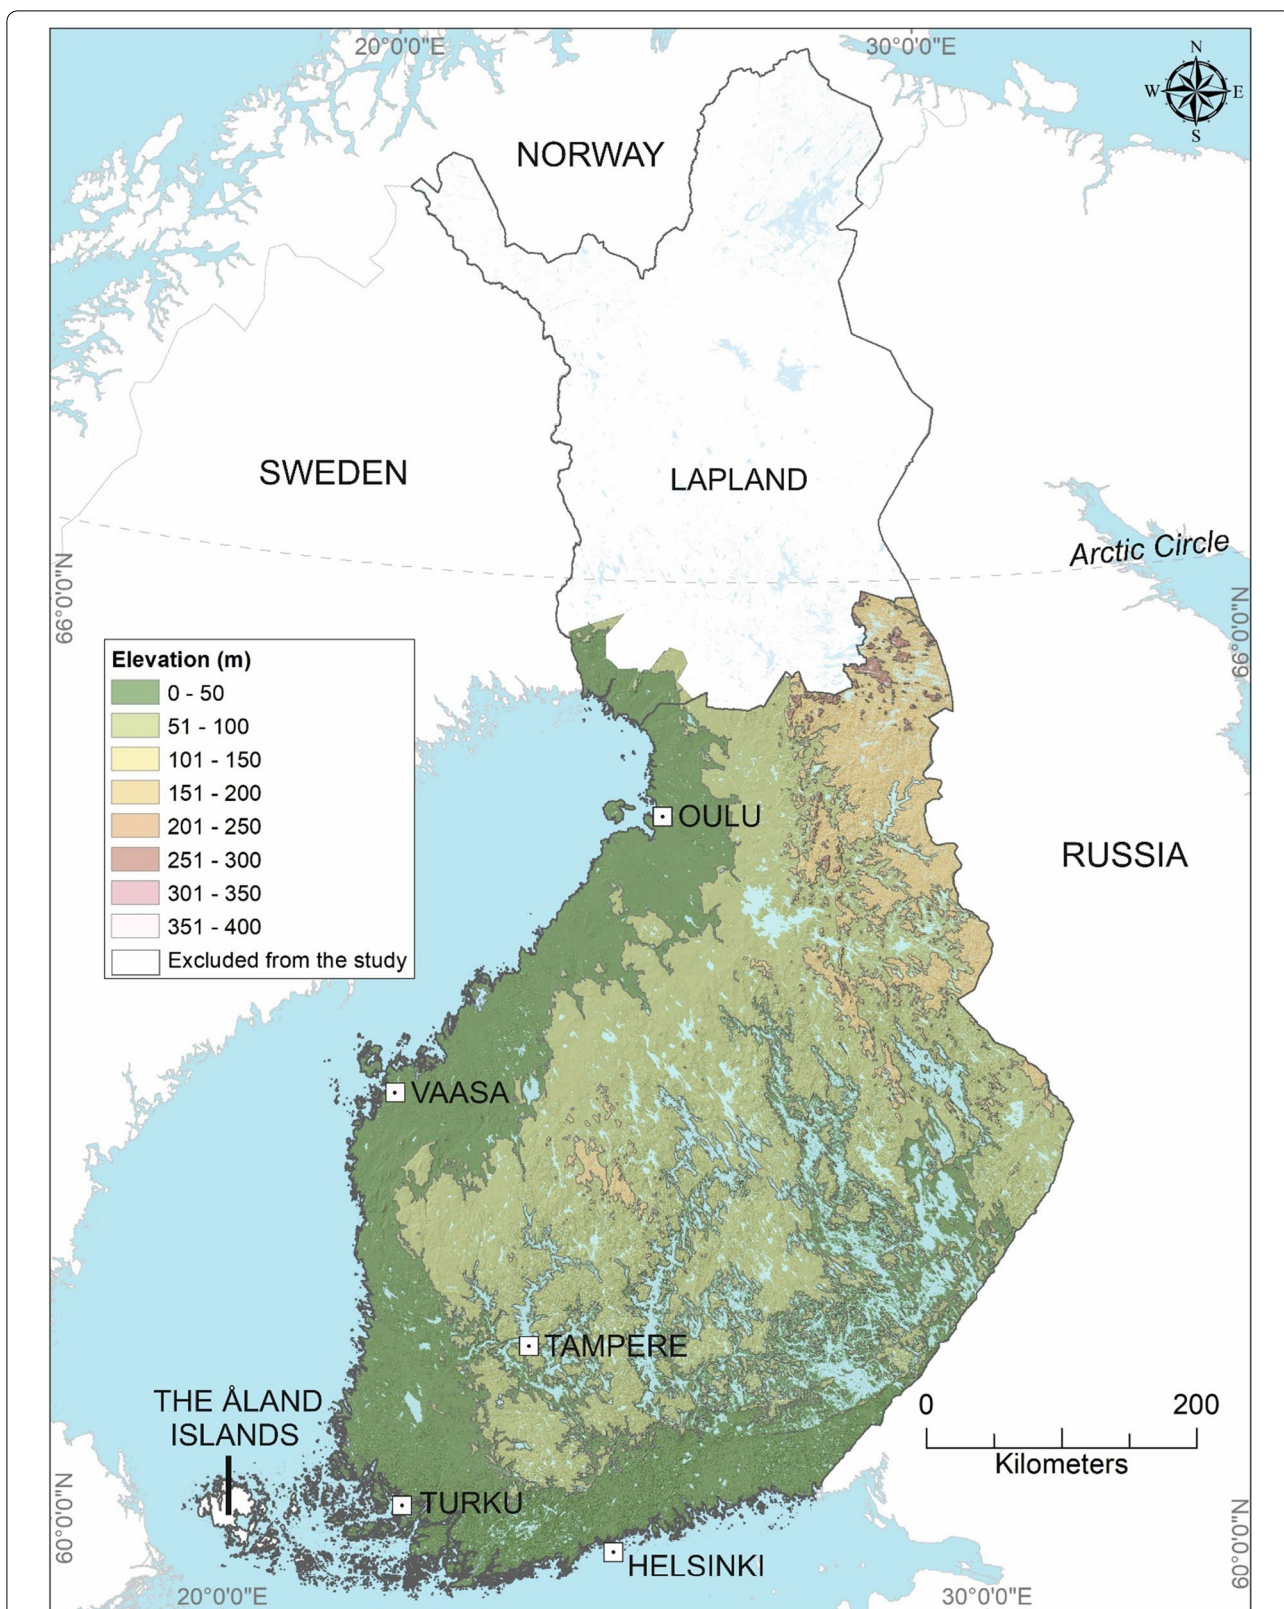 20°0'0"E
30°0'0"E
N
W
E
S
NORWAY
SWEDEN
LAPLAND
Arctic Circle
66°0'0"N
66°0'0"N
Elevation (m)
0 - 50
51 - 100
101 - 150
151 - 200
201 - 250
251 - 300
301 - 350
351 - 400
Excluded from the study
OULU
RUSSIA
VAASA
TAMPERE
THE ÅLAND
ISLANDS
0
200
Kilometers
TURKU
HELSINKI
60°0'0"N
60°0'0"N
20°0'0"E
30°0'0"E